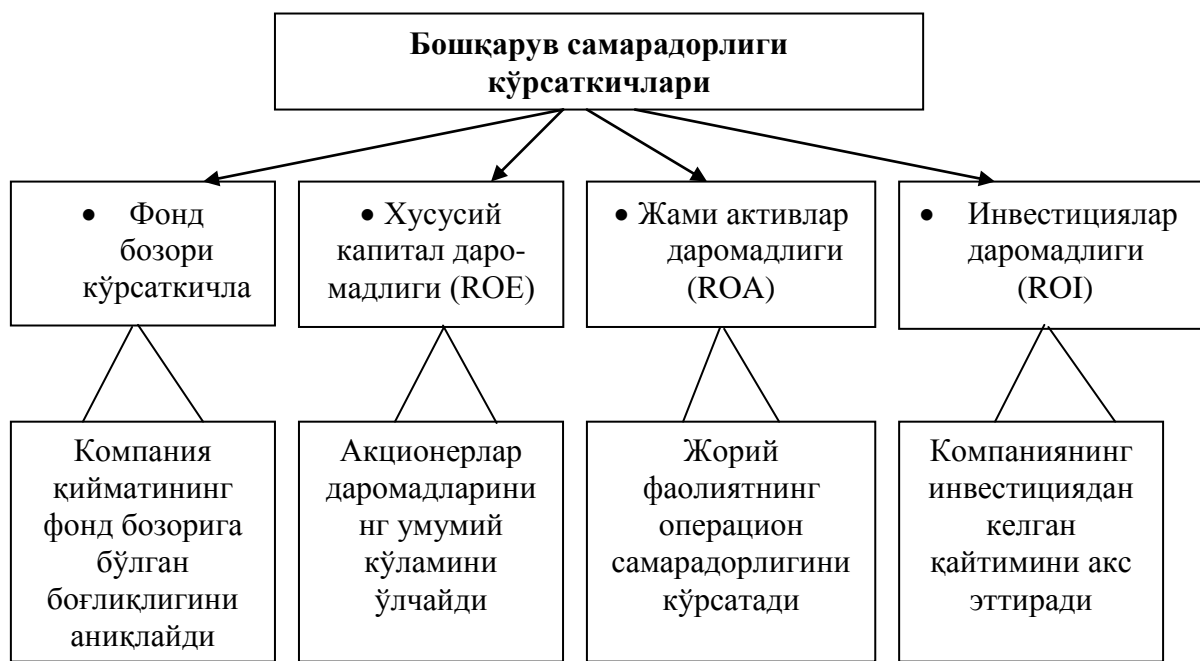 Бошқарув самарадорлиги
кўрсаткичлари
• Фонд
бозори
кўрсаткичла
• Хусусий
капитал даро-
мадлиги (ROE)
• Жами активлар
даромадлиги
(ROA)
• Инвестициялар
даромадлиги
(ROI)
Компания
қийматининг
фонд бозорига
бўлган
боғлиқлигини
аниқлайди
Акционерлар
даромадларини
нг умумий
кўламини
ўлчайди
Жорий
фаолиятнинг
операцион
самарадорлигини
кўрсатади
Компаниянинг
инвестициядан
келган
қайтимини акс
эттиради